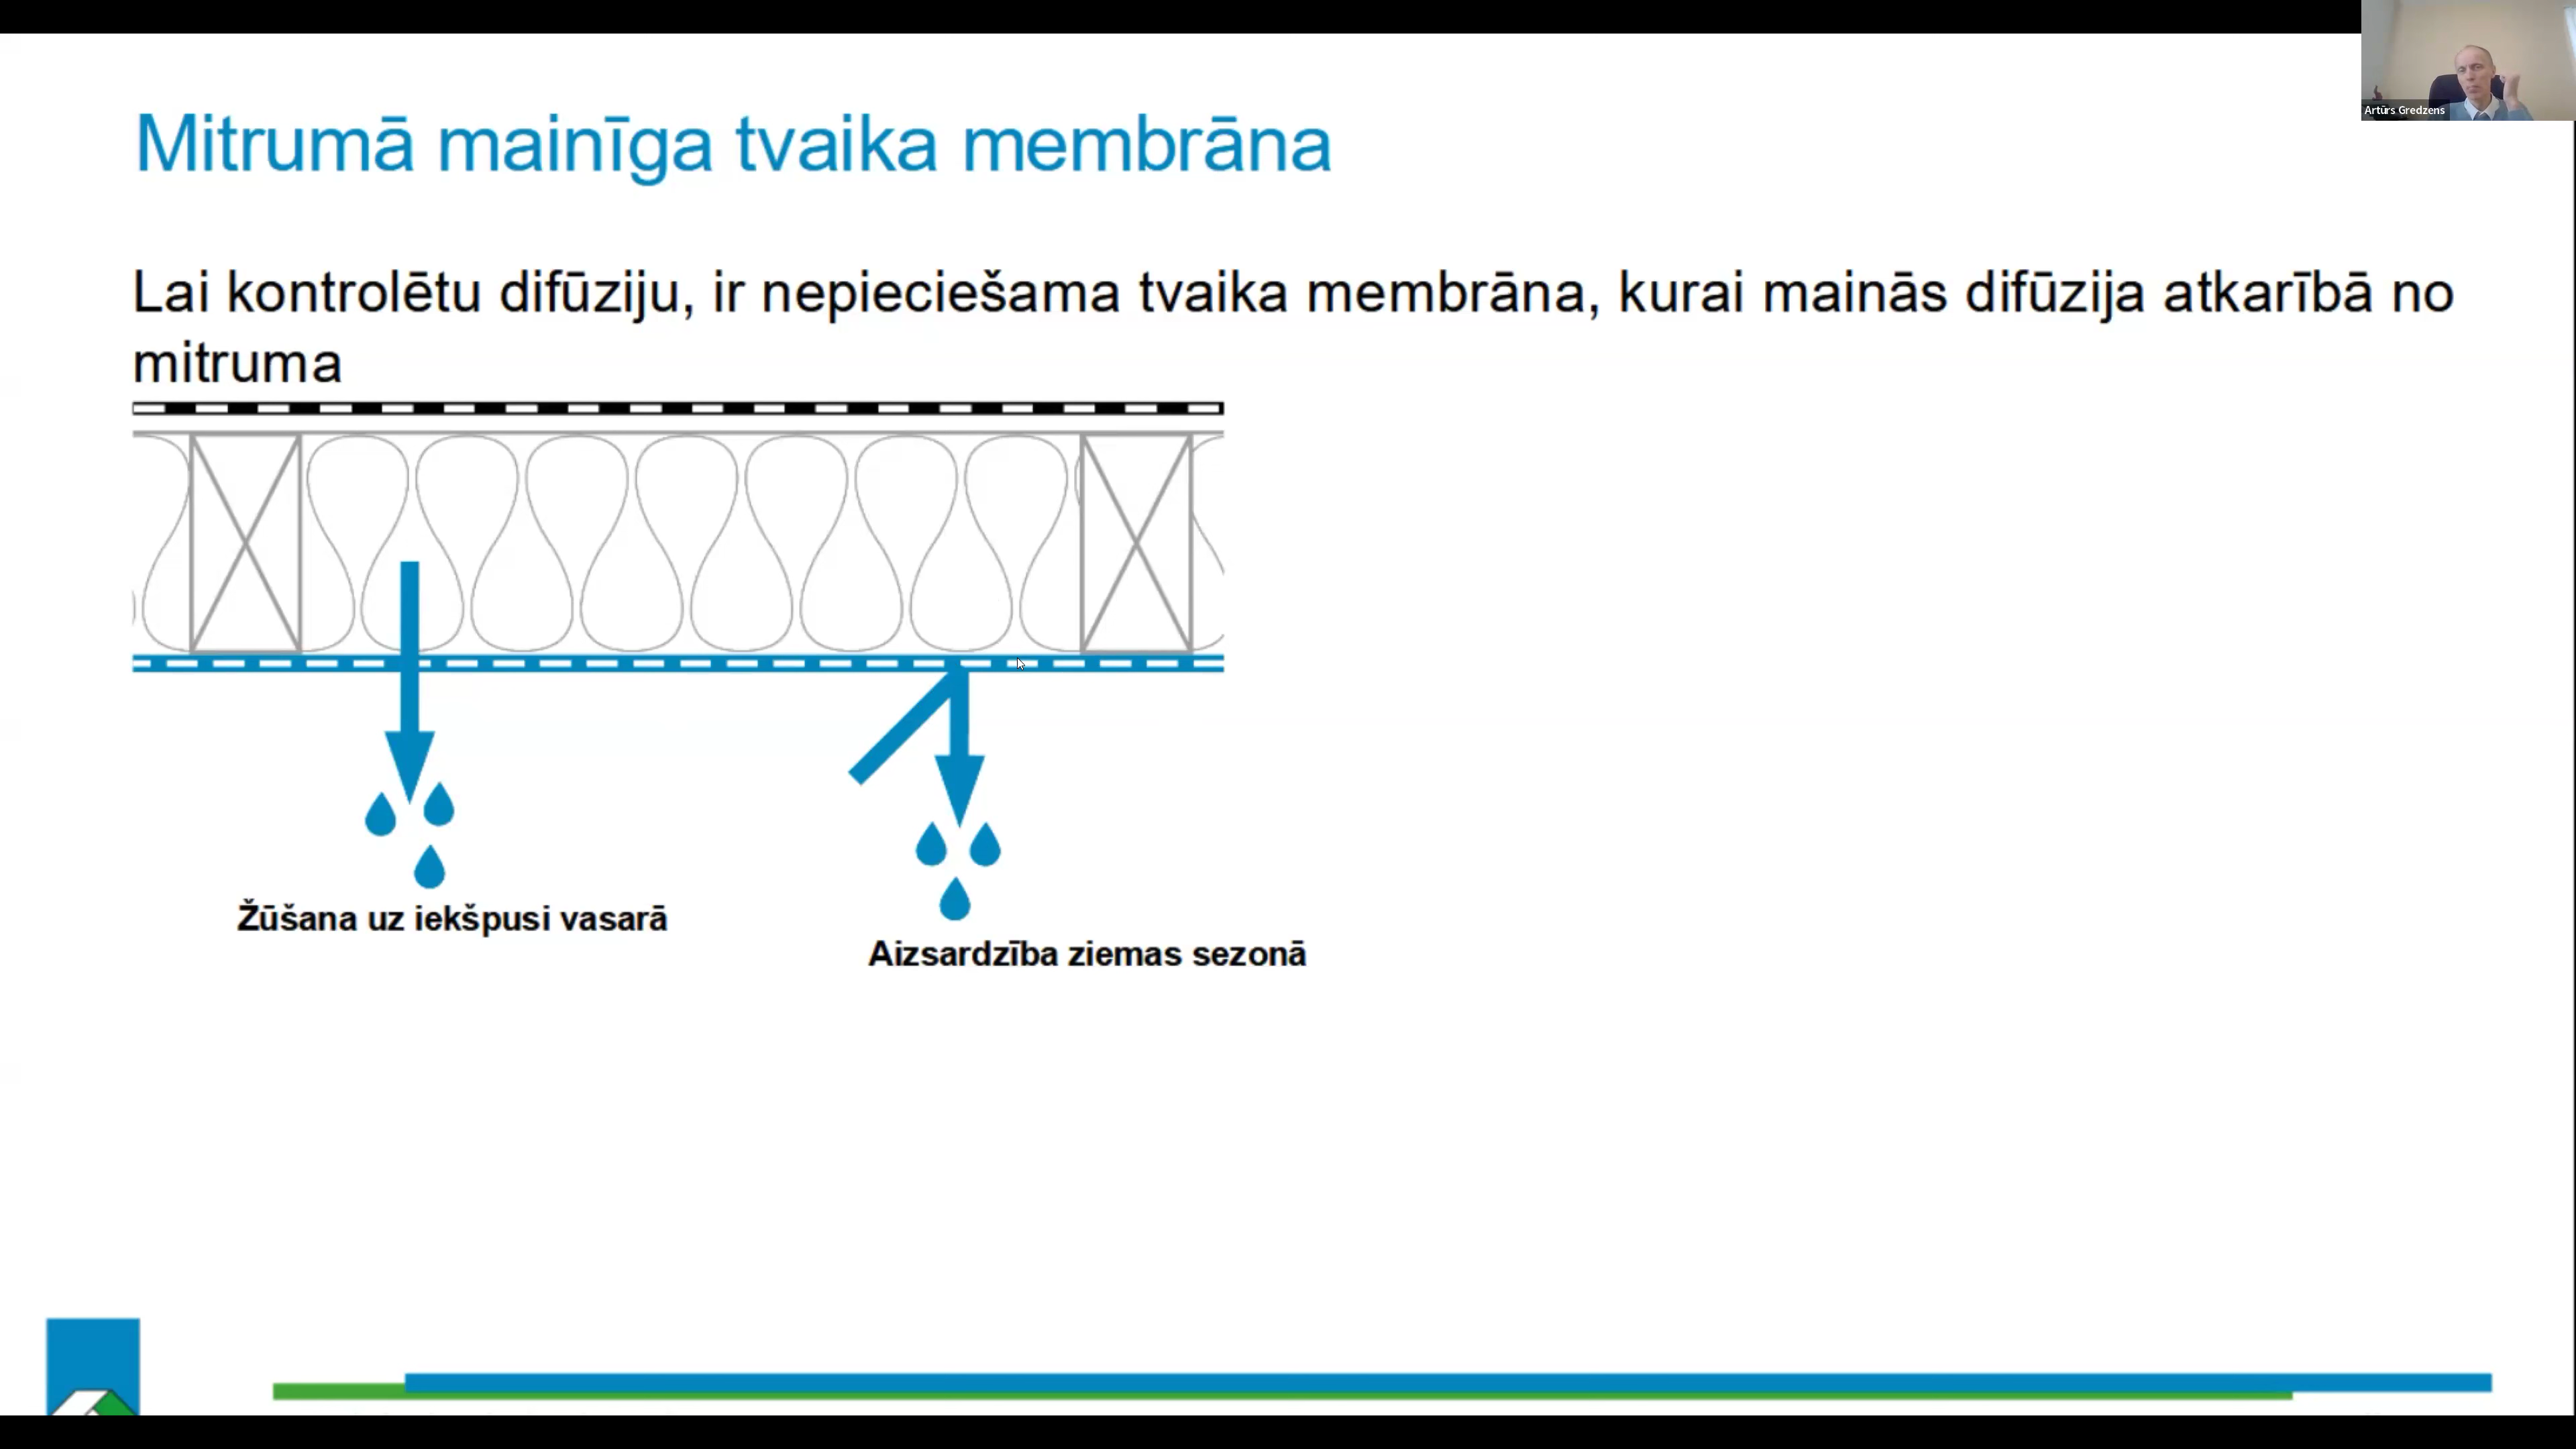 Artūrs Gredzens
Mitrumā mainīga tvaika membrāna
Lai kontrolētu difūziju, ir nepieciešama tvaika membrāna, kurai mainās difūzija atkarībā no
mitruma
Žūšana uz iekšpusi vasarā
Aizsardzība ziemas sezonā